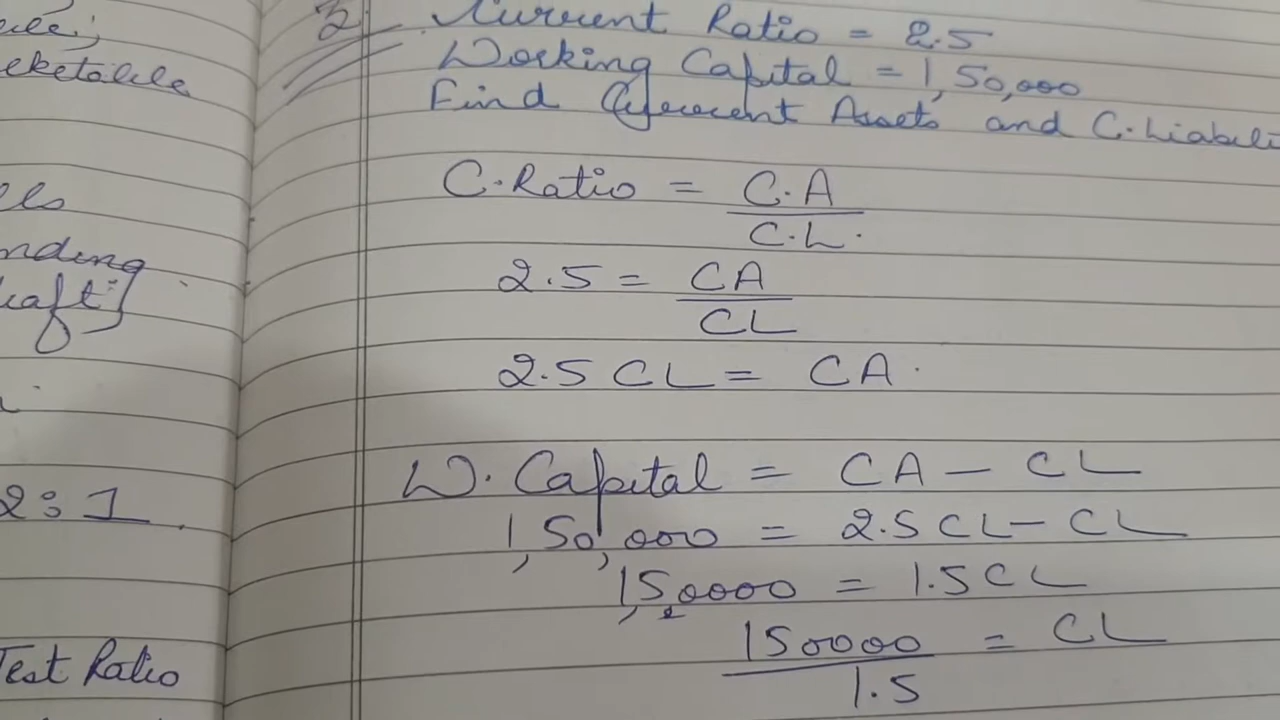 eketable
nding
2:1
Test Ratio
2. Current Ratio = 2.5
Working Capital = 1,50,000
Find Current Assets and C. Liabili
C.Ratio = C.A
C.L.
2.5 = CA
CL
2.5 CL = CA.
W. Capital = CA - CL
1,50,000 = 2.5 CL - CL
1,50000 = 1.5 CL
150000 = CL
1.5